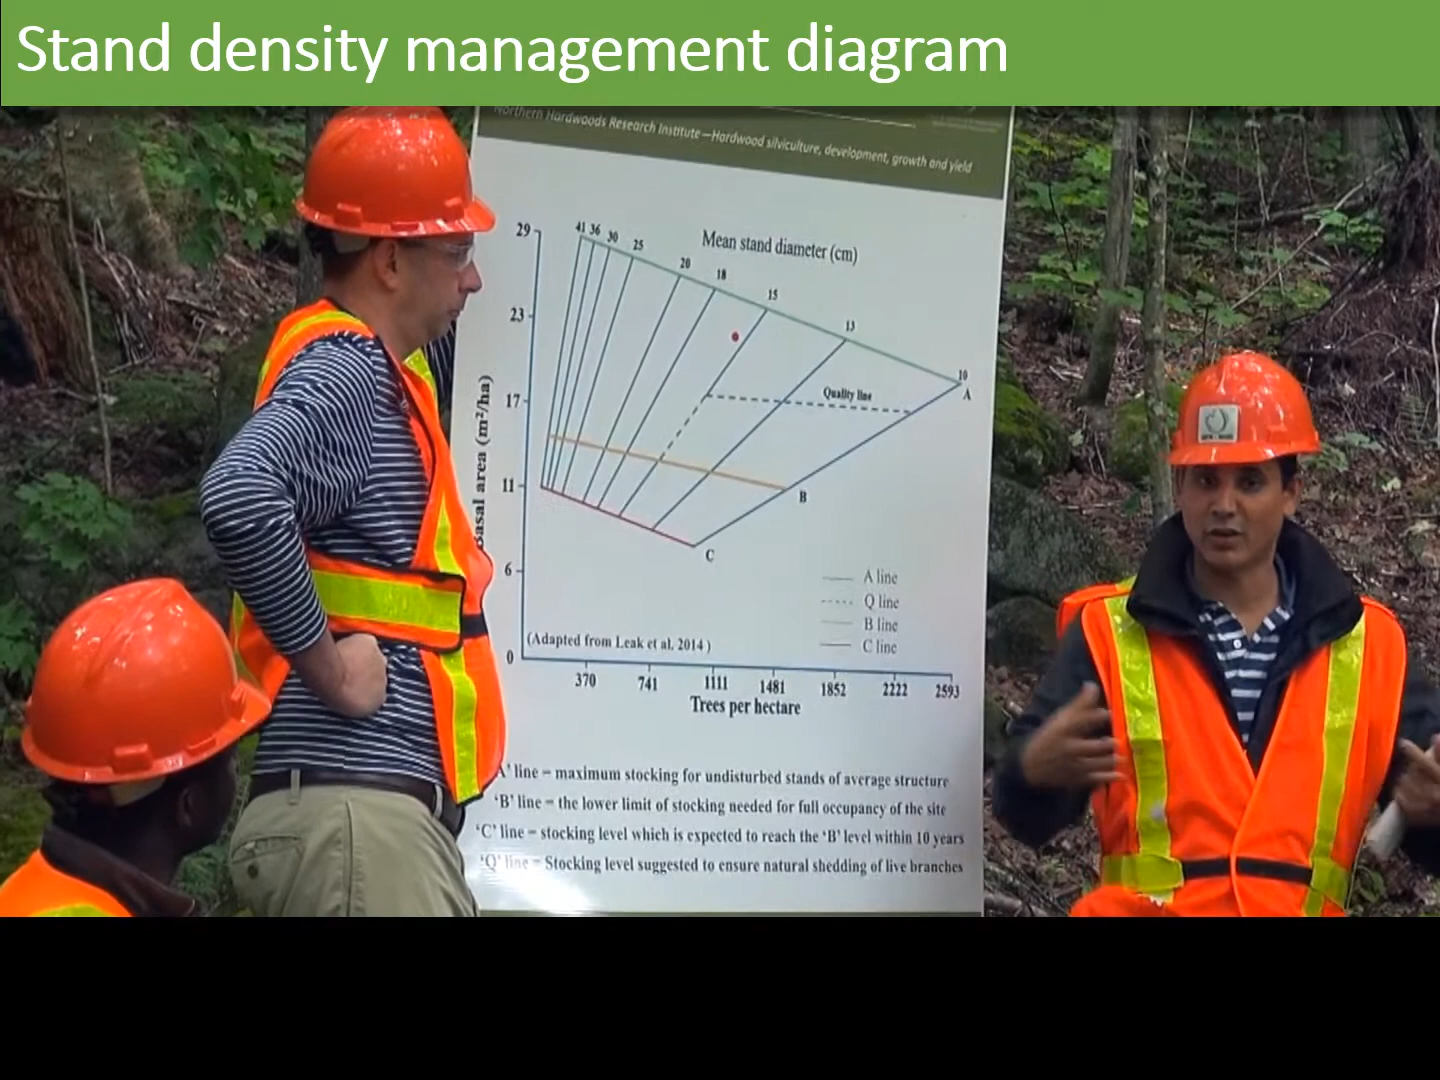 Stand density management diagram
Northern Hardwoods Research Institute—Hardwood silviculture, development, growth and yield
Mean stand diameter (cm)
41 36 30 25 20 18 15 13 10
29
23
17
11
6
0
Basal area (m²/ha)
Quality line
A
B
C
A line
Q line
B line
C line
(Adapted from Leak et al. 2014 )
370 741 1111 1481 1852 2222 2593
Trees per hectare
A' line = maximum stocking for undisturbed stands of average structure
'B' line = the lower limit of stocking needed for full occupancy of the site
'C' line = stocking level which is expected to reach the 'B' level within 10 years
'Q' line = Stocking level suggested to ensure natural shedding of live branches